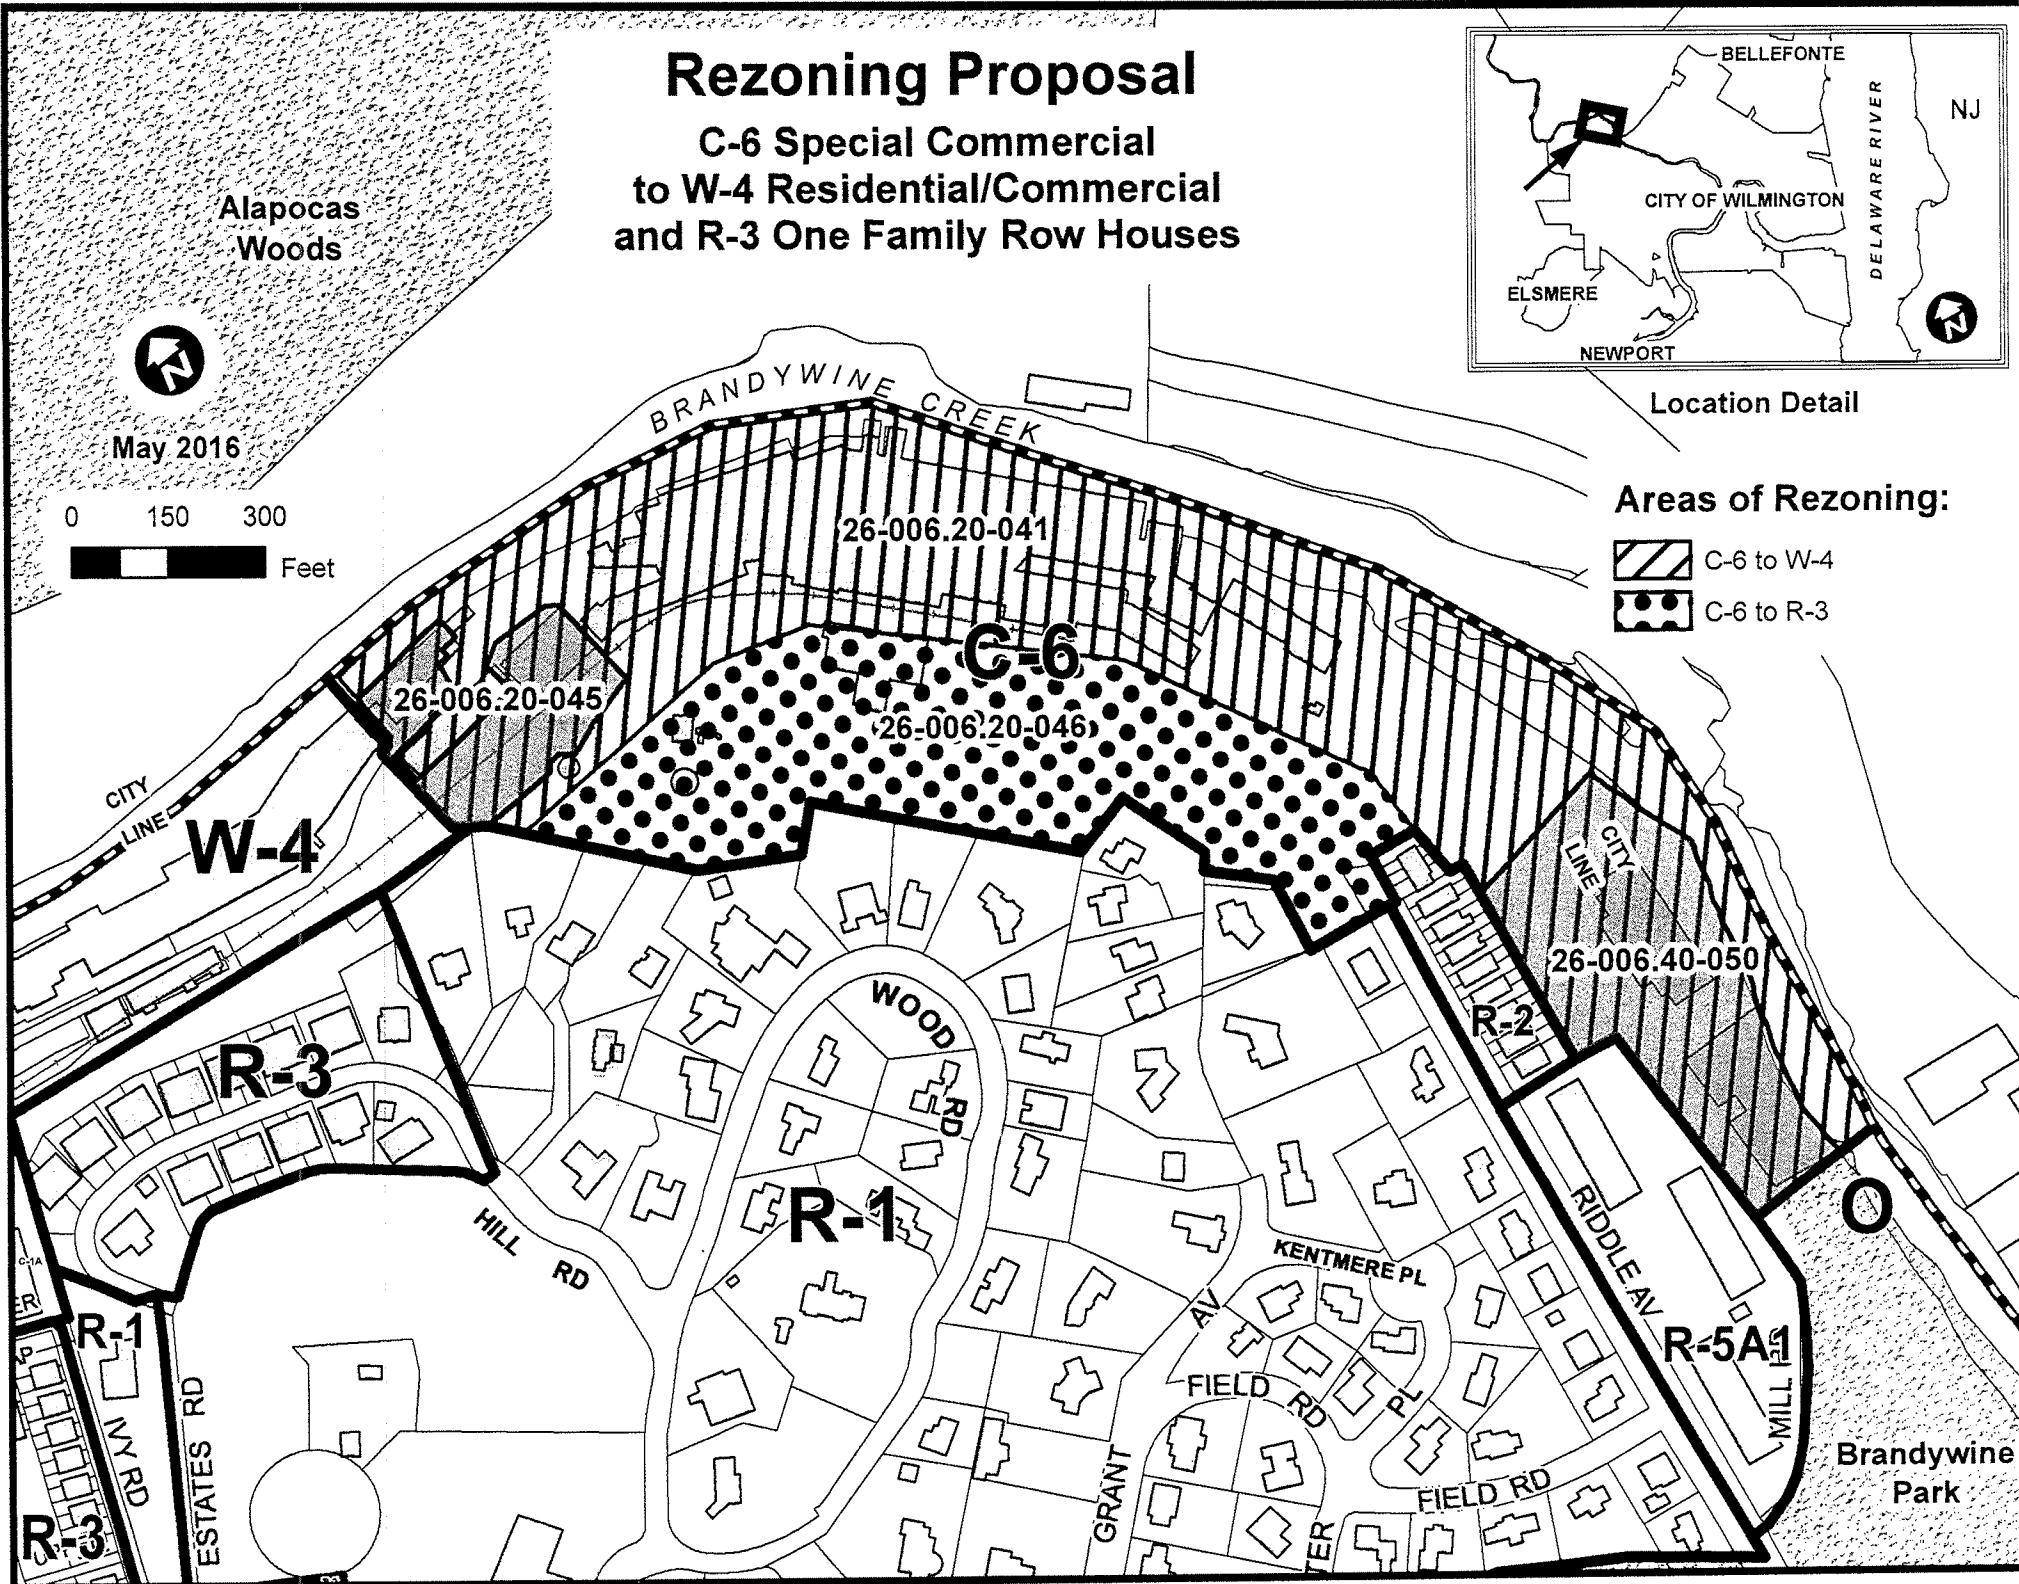 Rezoning Proposal
C-6 Special Commercial
to W-4 Residential/Commercial
and R-3 One Family Row Houses
Alapocas
Woods
N
May 2016
0 150 300
Feet
BELLEFONTE
NJ
DELAWARE RIVER
CITY OF WILMINGTON
ELSMERE
NEWPORT
N
Location Detail
Areas of Rezoning:
C-6 to W-4
C-6 to R-3
BRANDYWINE CREEK
26-006.20-041
C-6
26-006.20-045
26-006.20-046
CITY
LINE
W-4
CITY
LINE
26-006.40-050
R-2
R-3
WOOD
RD
R-1
HILL
RD
O
RIDDLE AV
KENTMERE PL
AV
C-1A
ER
R-1
R-5A1
MILL
FIELD
RD
PL
IVY RD
ESTATES RD
GRANT
FIELD RD
Brandywine
Park
R-3
TER